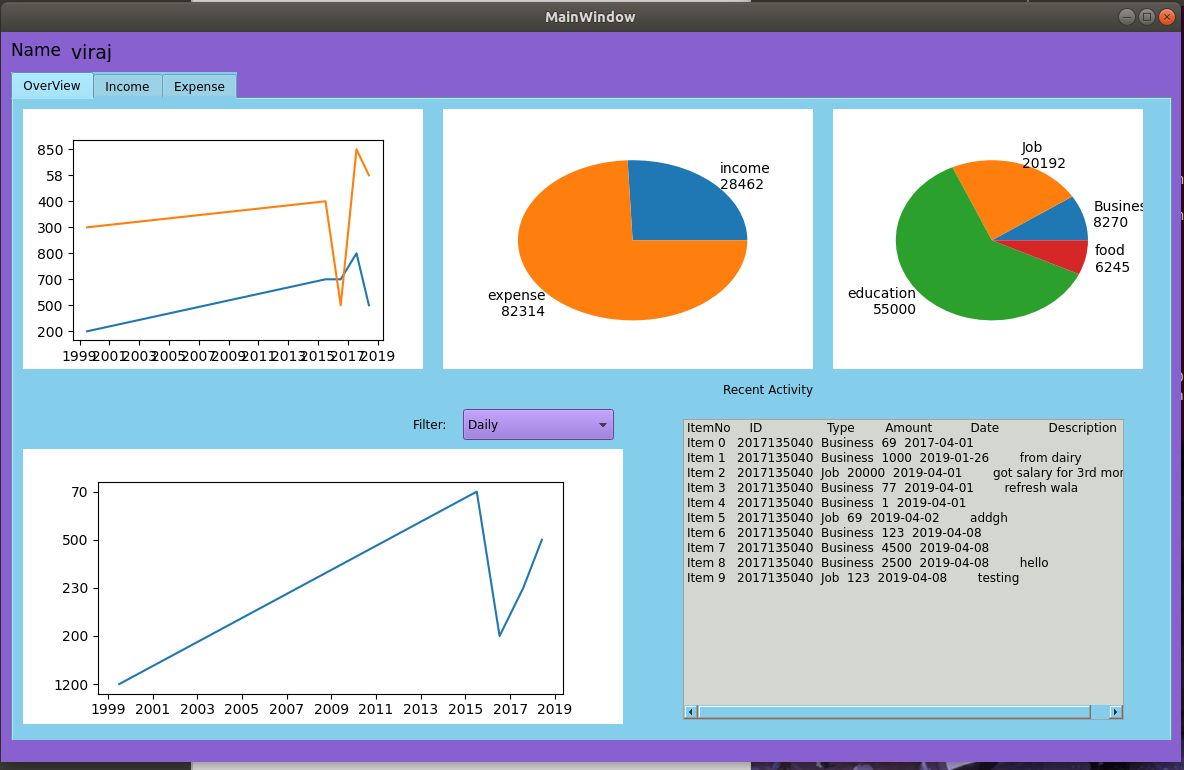 MainWindow
Name viraj
OverView Income Expense
850
58
400
300
800
700
500
200
1999 2001 2003 2005 2007 2009 2011 2013 2015 2017 2019
income
28462
expense
82314
Job
20192
Busines
8270
food
6245
education
55000
Recent Activity
Filter: Daily
70
500
230
200
1200
1999 2001 2003 2005 2007 2009 2011 2013 2015 2017 2019
ItemNo ID Type Amount Date Description
Item 0 2017135040 Business 69 2017-04-01
Item 1 2017135040 Business 1000 2019-01-26 from dairy
Item 2 2017135040 Job 20000 2019-04-01 got salary for 3rd mor
Item 3 2017135040 Business 77 2019-04-01 refresh wala
Item 4 2017135040 Business 1 2019-04-01
Item 5 2017135040 Job 69 2019-04-02 addgh
Item 6 2017135040 Business 123 2019-04-08
Item 7 2017135040 Business 4500 2019-04-08
Item 8 2017135040 Business 2500 2019-04-08 hello
Item 9 2017135040 Job 123 2019-04-08 testing